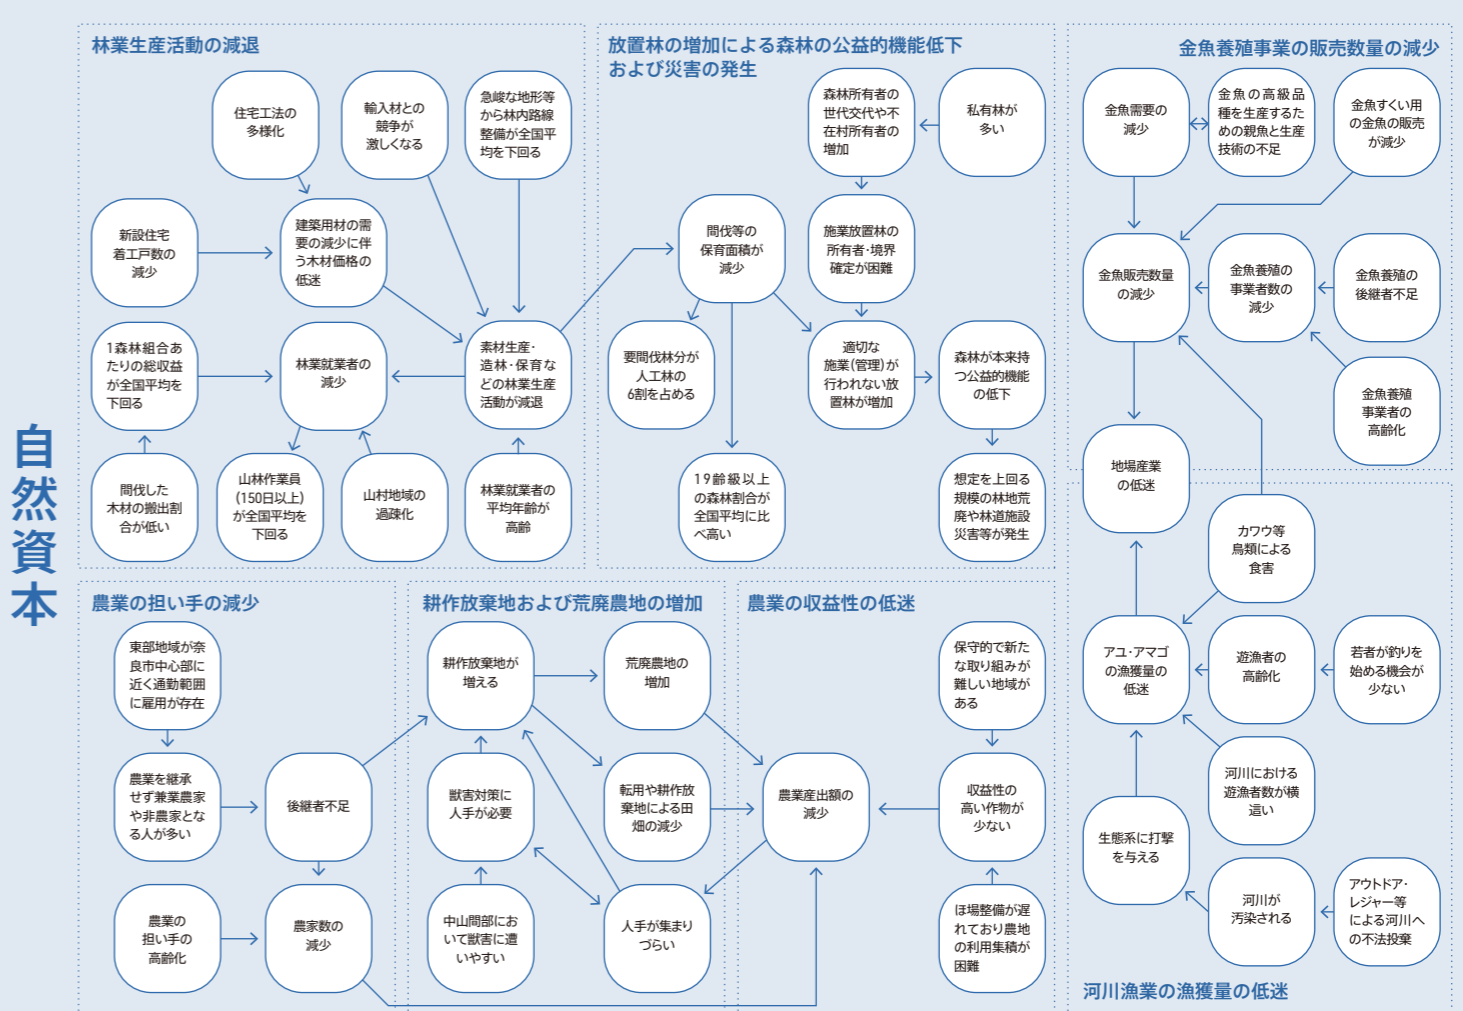 自然資本
林業生産活動の減退
住宅工法の
多様化
輸入材との
競争が
激しくなる
急峻な地形等
から林内路線
整備が全国平
均を下回る
新設住宅
着工戸数の
減少
建築用材の需
要の減少に伴
う木材価格の
低迷
1森林組合あ
たりの総収益
が全国平均を
下回る
林業就業者の
減少
素材生産・
造林・保育な
どの林業生産
活動が減退
間伐した
木材の搬出割
合が低い
山林作業員
(150日以上)
が全国平均を
下回る
山村地域の
過疎化
林業就業者の
平均年齢が
高齢
放置林の増加による森林の公益的機能低下
および災害の発生
森林所有者の
世代交代や不
在村所有者の
増加
私有林が
多い
間伐等の
保育面積が
減少
施業放置林の
所有者・境界
確定が困難
要間伐林分が
人工林の
6割を占める
適切な
施業(管理)が
行われない放
置林が増加
森林が本来持
つ公益的機能
の低下
19齢級以上
の森林割合が
全国平均に比
べ高い
想定を上回る
規模の林地荒
廃や林道施設
災害等が発生
金魚養殖事業の販売数量の減少
金魚需要の
減少
金魚の高級品
種を生産するた
めの親魚と生産
技術の不足
金魚すくい用
の金魚の販売
が減少
金魚販売数量
の減少
金魚養殖の
事業者数の
減少
金魚養殖の
後継者不足
金魚養殖
事業者の
高齢化
地場産業
の低迷
農業の担い手の減少
東部地域が奈
良市中心部に
近く通勤範囲
に雇用が存在
農業を継承
せず兼業農家
や非農家とな
る人が多い
後継者不足
農業の
担い手の
高齢化
農家数の
減少
耕作放棄地および荒廃農地の増加
耕作放棄地が
増える
荒廃農地の
増加
獣害対策に
人手が必要
転用や耕作放
棄地による田
畑の減少
中山間部にお
いて獣害に遭
いやすい
人手が集まり
づらい
農業の収益性の低迷
保守的で新た
な取り組みが
難しい地域が
ある
農業産出額の
減少
収益性の
高い作物が
少ない
ほ場整備が遅
れており農地
の利用集積が
困難
カワウ等
鳥類による
食害
アユ・アマゴ
の漁獲量の
低迷
遊漁者の
高齢化
若者が釣りを
始める機会が
少ない
河川における
遊漁者数が横
這い
生態系に打撃
を与える
河川が
汚染される
アウトドア・
レジャー等
による河川へ
の不法投棄
河川漁業の漁獲量の低迷